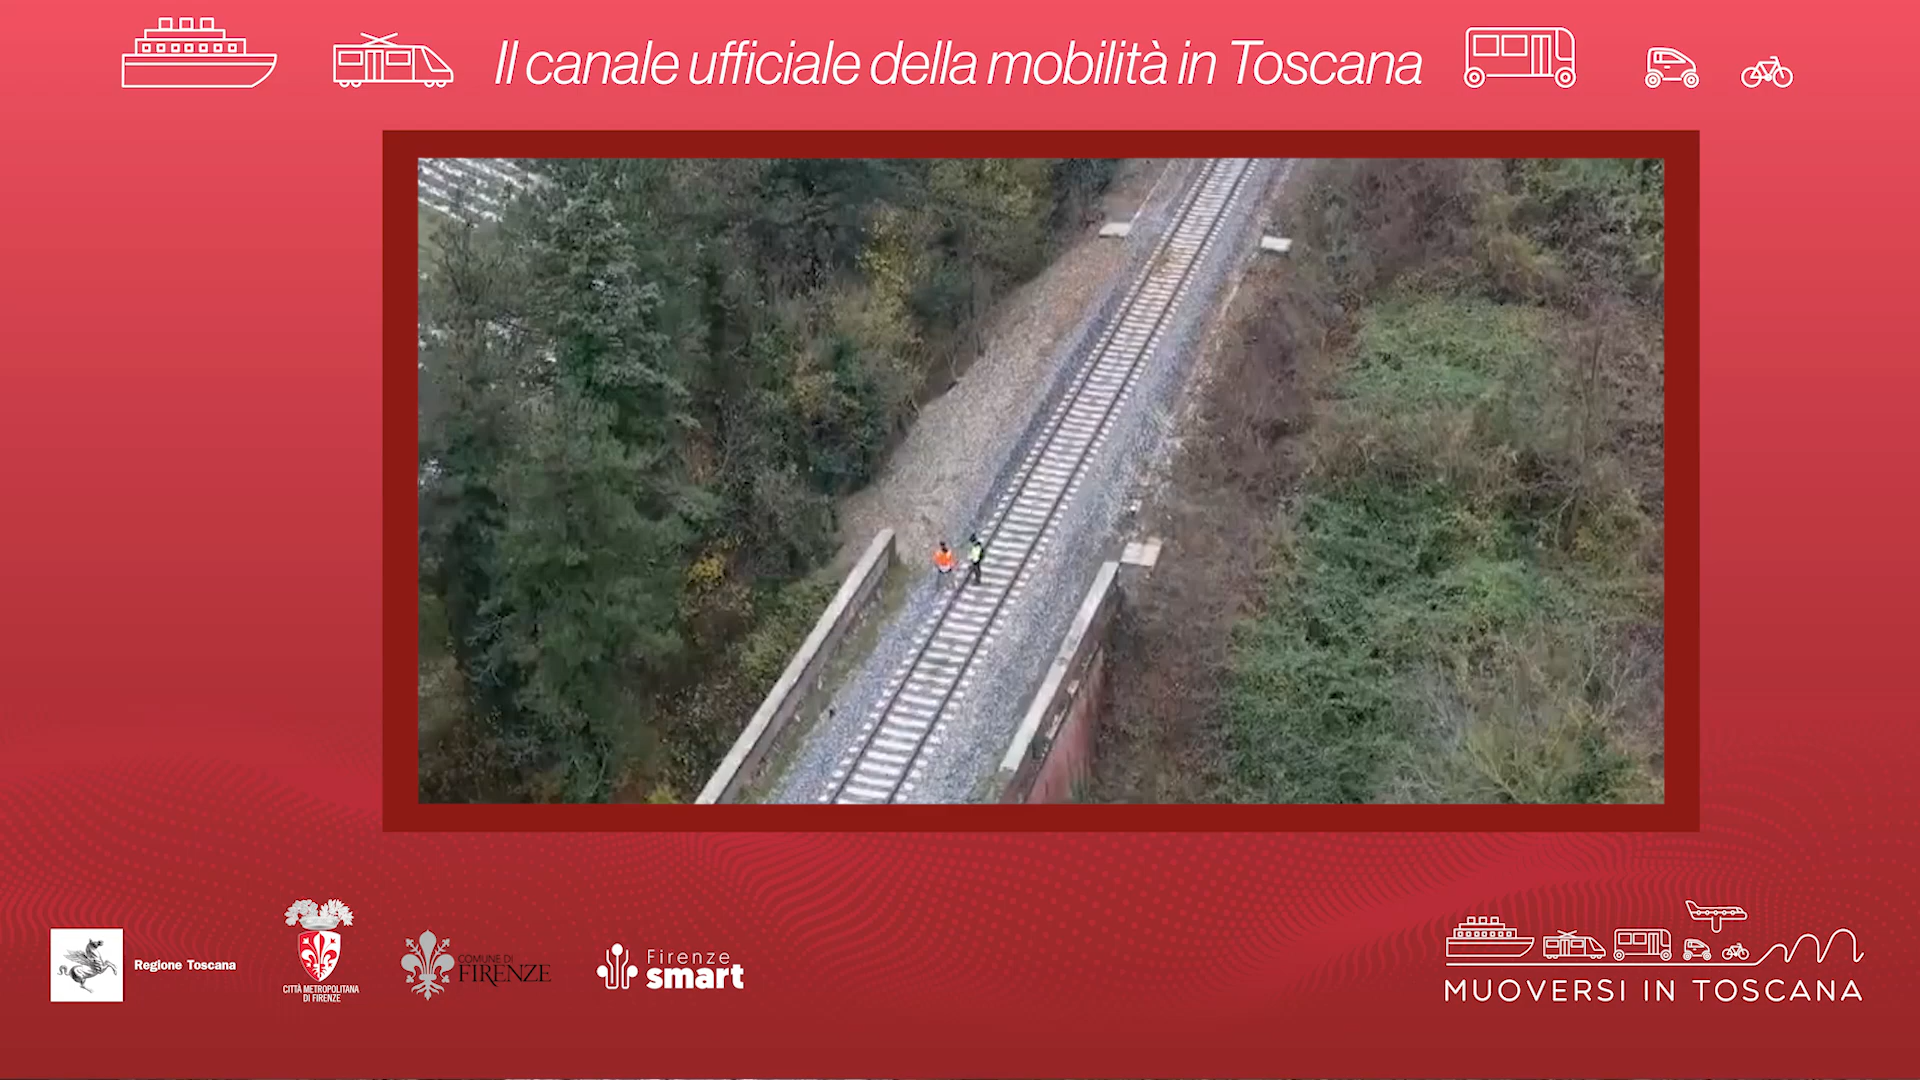 Il canale ufficiale della mobilità in Toscana
Regione Toscana
CITTÀ METROPOLITANA
DI FIRENZE
COMUNE DI
FIRENZE
Firenze
smart
MUOVERSI IN TOSCANA